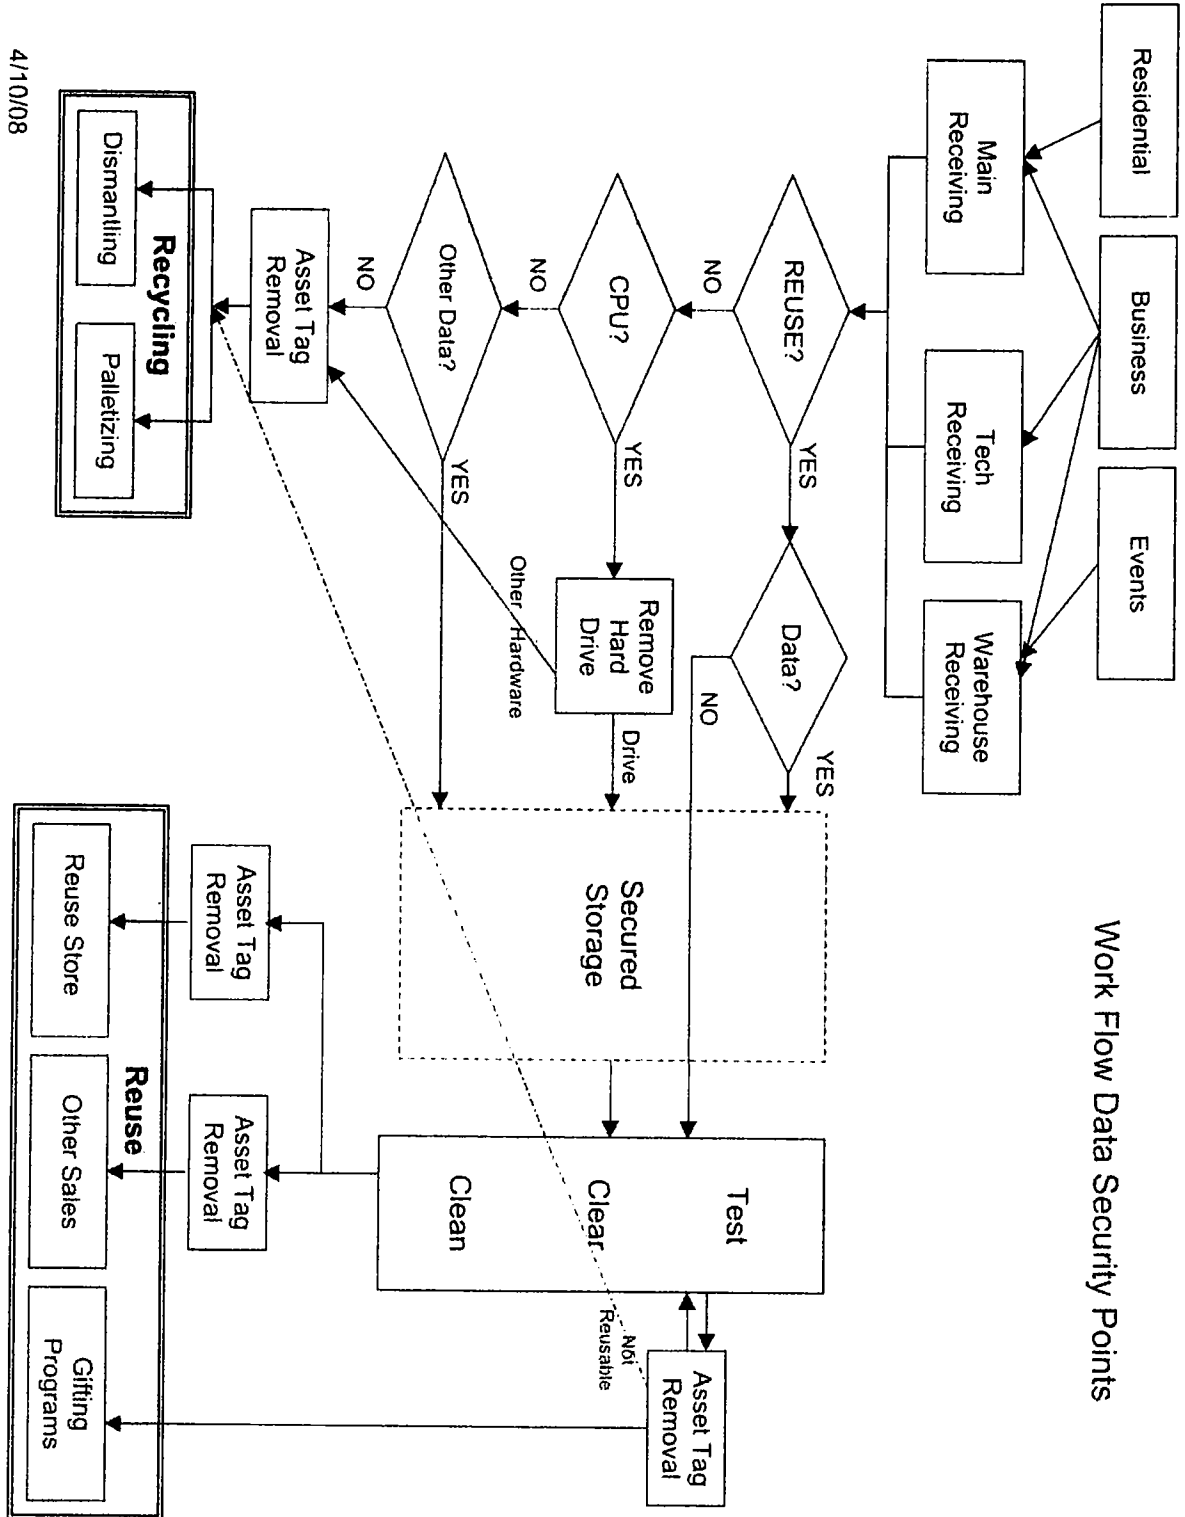 Work Flow Data Security Points
Residential
Business
Events
Main
Receiving
Tech
Receiving
Warehouse
Receiving
REUSE?
YES
NO
Data?
YES
NO
CPU?
YES
NO
Remove
Hard
Drive
Drive
Other Hardware
Other Data?
YES
NO
Secured
Storage
Test
Clear
Clean
Asset Tag
Removal
Not
Reusable
Asset Tag
Removal
Asset Tag
Removal
Asset Tag
Removal
Recycling
Dismantling
Palletizing
Reuse
Reuse Store
Other Sales
Gifting
Programs
4/10/08